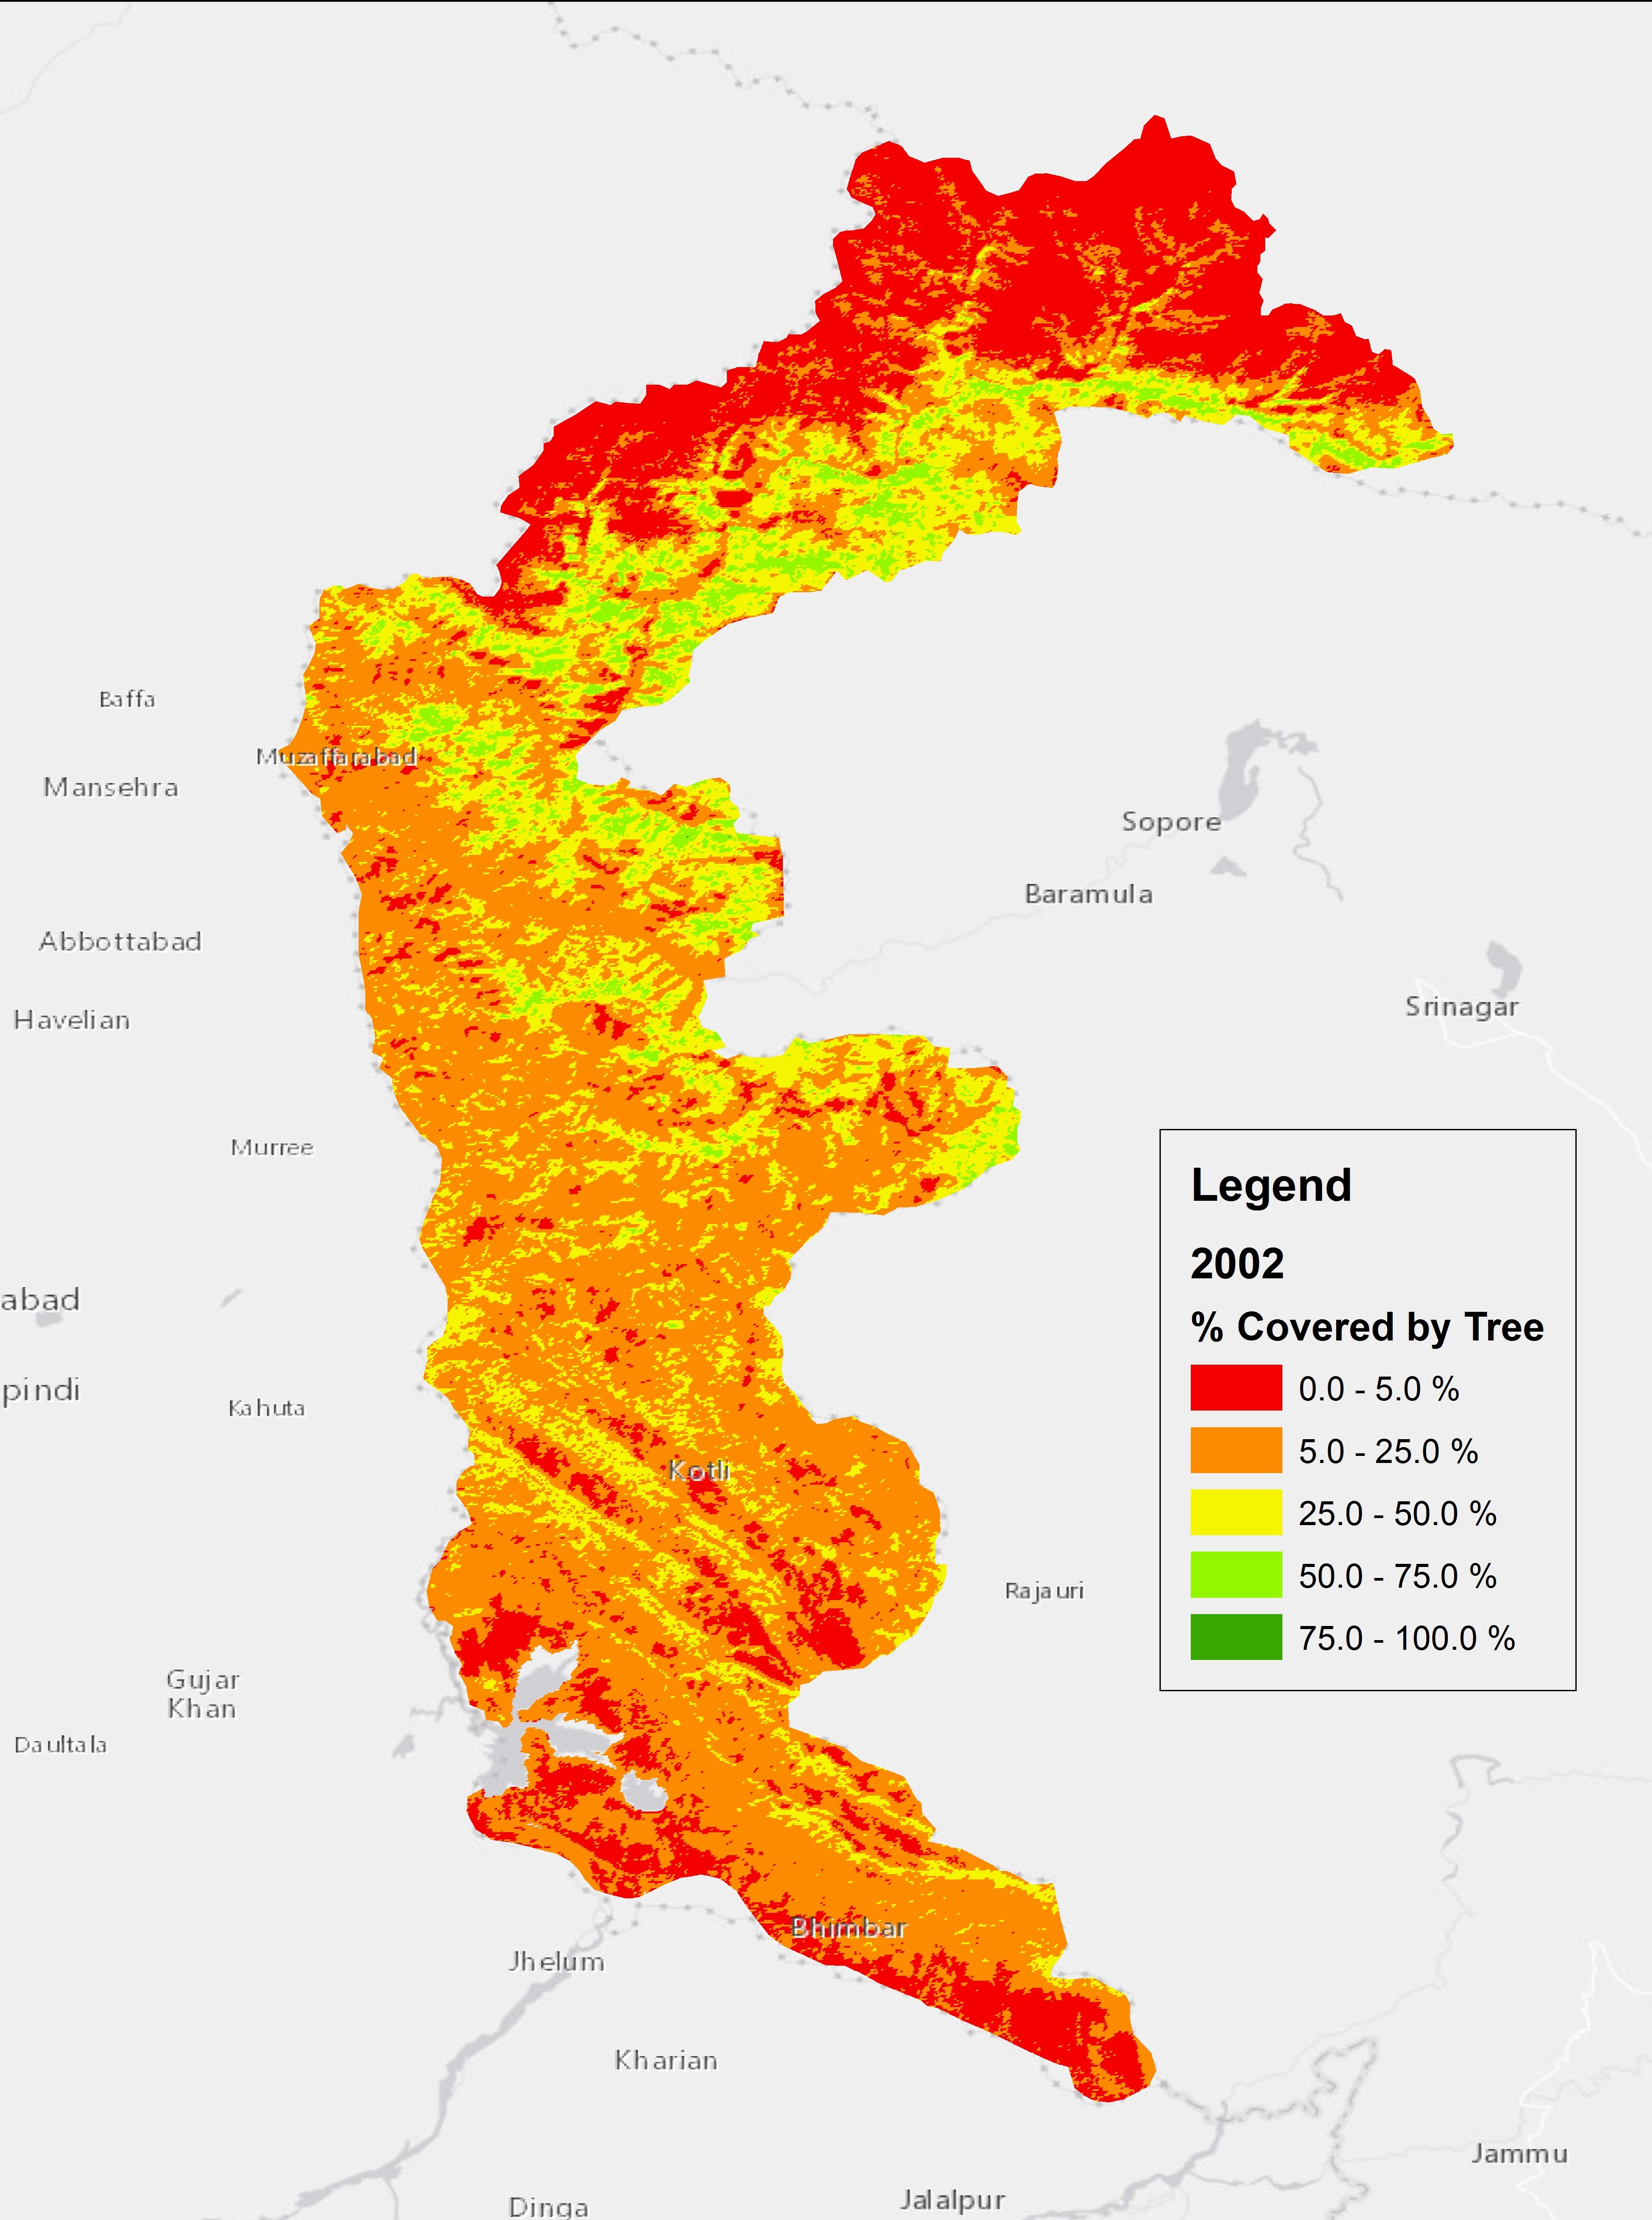 Baffa
Muzaffarabad
Mansehra
Sopore
Baramula
Abbottabad
Srinagar
Havelian
Murree
Legend
2002
% Covered by Tree
0.0 - 5.0 %
5.0 - 25.0 %
25.0 - 50.0 %
50.0 - 75.0 %
75.0 - 100.0 %
abad
pindi
Kahuta
Kotli
Rajauri
Gujar
Khan
Daultala
Bhimbar
Jhelum
Kharian
Jammu
Jalalpur
Dinga